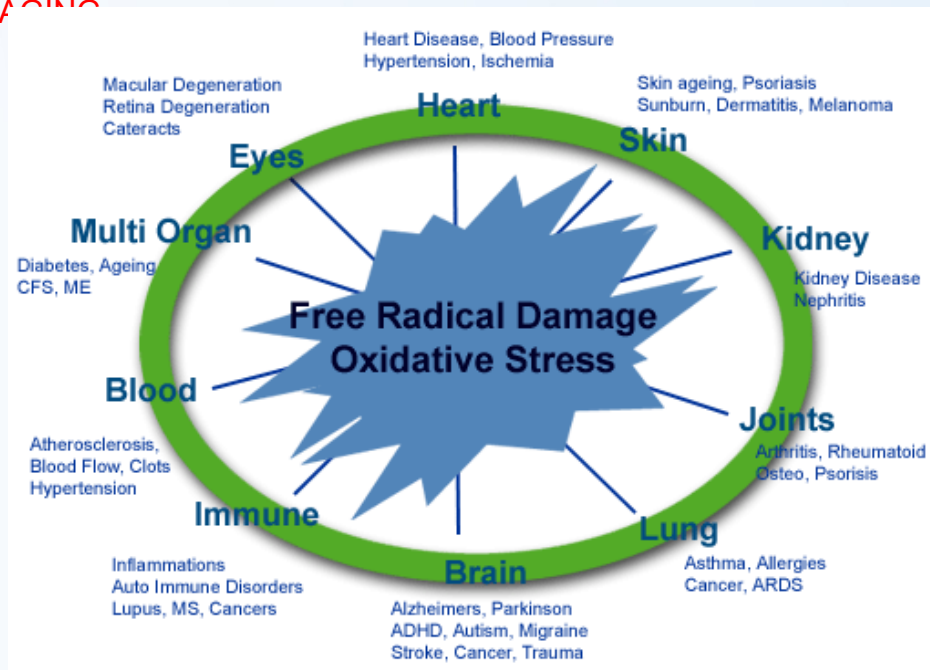 AGING
Heart Disease, Blood Pressure
Hypertension, Ischemia
Heart
Skin ageing, Psoriasis
Sunburn, Dermatitis, Melanoma
Skin
Macular Degeneration
Retina Degeneration
Cateracts
Eyes
Multi Organ
Diabetes, Ageing
CFS, ME
Kidney
Kidney Disease
Nephritis
Free Radical Damage
Oxidative Stress
Blood
Atherosclerosis,
Blood Flow, Clots
Hypertension
Joints
Arthritis, Rheumatoid
Osteo, Psorisis
Immune
Inflammations
Auto Immune Disorders
Lupus, MS, Cancers
Brain
Alzheimers, Parkinson
ADHD, Autism, Migraine
Stroke, Cancer, Trauma
Lung
Asthma, Allergies
Cancer, ARDS